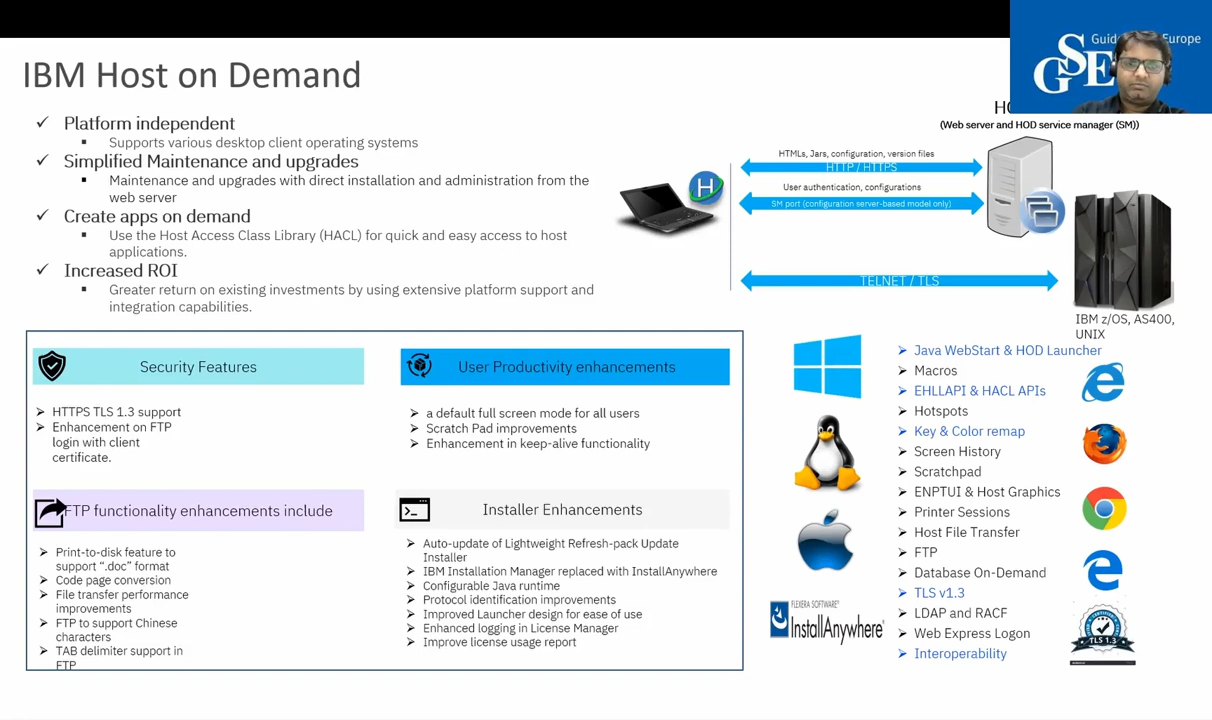 IBM Host on Demand
Platform independent
Supports various desktop client operating systems
Simplified Maintenance and upgrades
Maintenance and upgrades with direct installation and administration from the
web server
Create apps on demand
Use the Host Access Class Library (HACL) for quick and easy access to host
applications.
Increased ROI
Greater return on existing investments by using extensive platform support and
integration capabilities.
GSE
Guid
Europe
HO
(Web server and HOD service manager (SM))
HTMLs, Jars, configuration, version files
HTTP / HTTPS
User authentication, configurations
SM port (configuration server-based model only)
H
TELNET / TLS
IBM z/OS, AS400,
UNIX
Security Features
HTTPS TLS 1.3 support
Enhancement on FTP
login with client
certificate.
User Productivity enhancements
a default full screen mode for all users
Scratch Pad improvements
Enhancement in keep-alive functionality
FTP functionality enhancements include
Print-to-disk feature to
support “.doc” format
Code page conversion
File transfer performance
improvements
FTP to support Chinese
characters
TAB delimiter support in
FTP
Installer Enhancements
Auto-update of Lightweight Refresh-pack Update
Installer
IBM Installation Manager replaced with InstallAnywhere
Configurable Java runtime
Protocol identification improvements
Improved Launcher design for ease of use
Enhanced logging in License Manager
Improve license usage report
FLEXERA SOFTWARE®
InstallAnywhere
Java WebStart & HOD Launcher
Macros
EHLLAPI & HACL APIs
Hotspots
Key & Color remap
Screen History
Scratchpad
ENPTUI & Host Graphics
Printer Sessions
Host File Transfer
FTP
Database On-Demand
TLS v1.3
LDAP and RACF
Web Express Logon
Interoperability
TLS 1.3